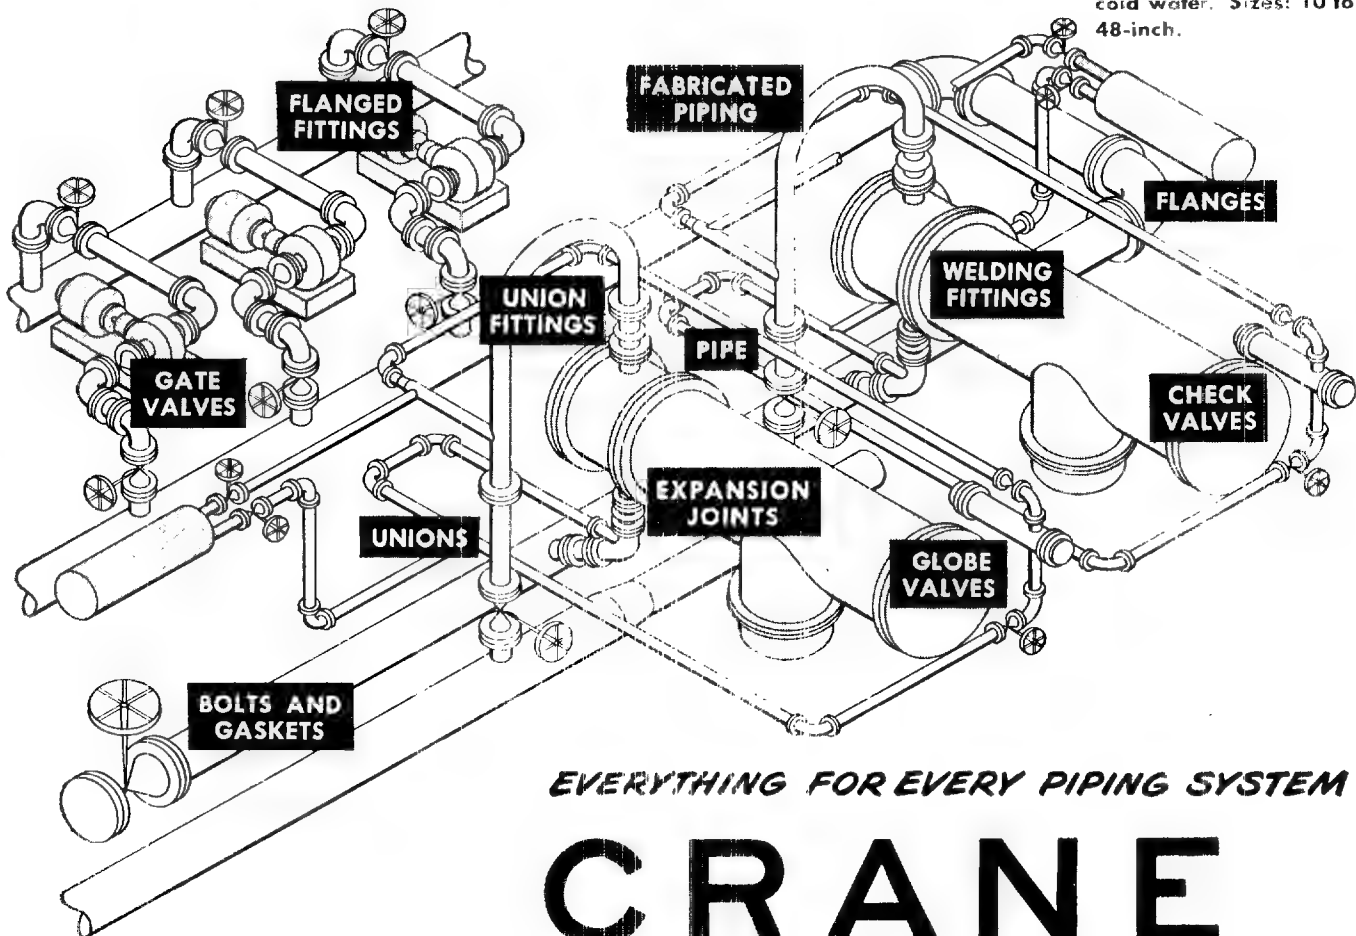 cold water. Sizes: 10 to
48-inch.
FLANGED
FITTINGS
FABRICATED
PIPING
FLANGES
WELDING
FITTINGS
UNION
FITTINGS
PIPE
GATE
VALVES
CHECK
VALVES
EXPANSION
JOINTS
UNIONS
GLOBE
VALVES
BOLTS AND
GASKETS
EVERYTHING FOR EVERY PIPING SYSTEM
CRANE